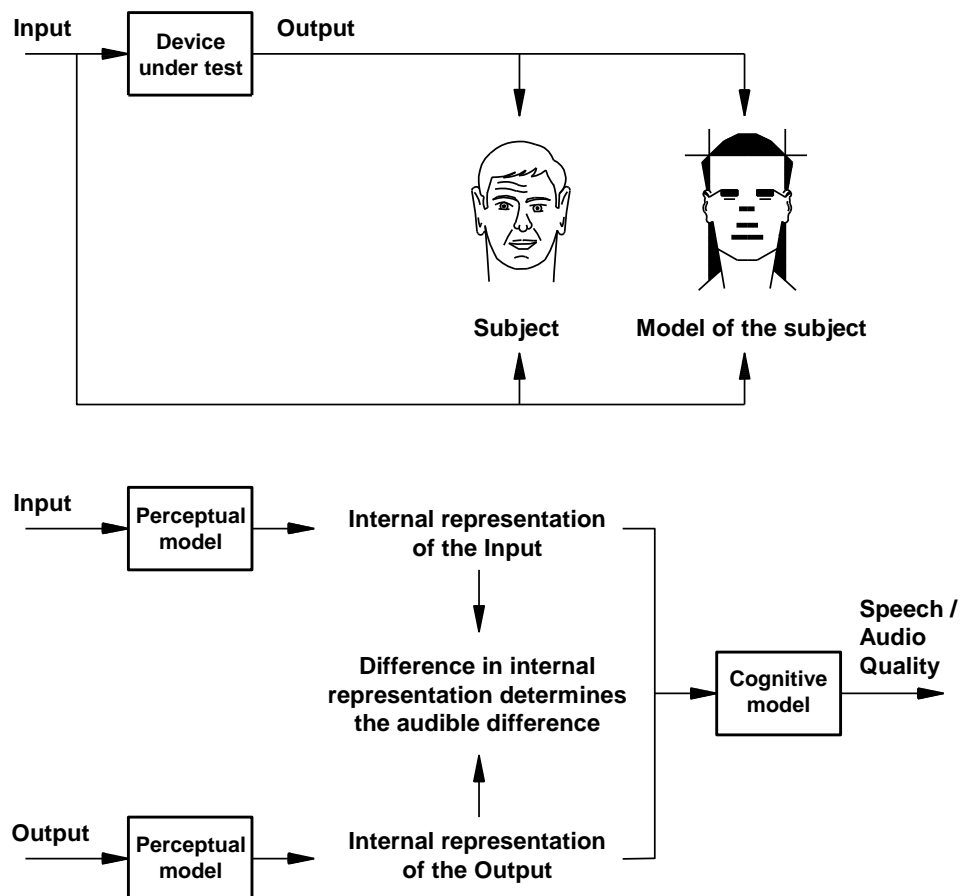 Input
Device
under test
Output
Subject
Model of the subject
Input
Perceptual
model
Internal representation
of the Input
Difference in internal
representation determines
the audible difference
Cognitive
model
Speech /
Audio
Quality
Output
Perceptual
model
Internal representation
of the Output